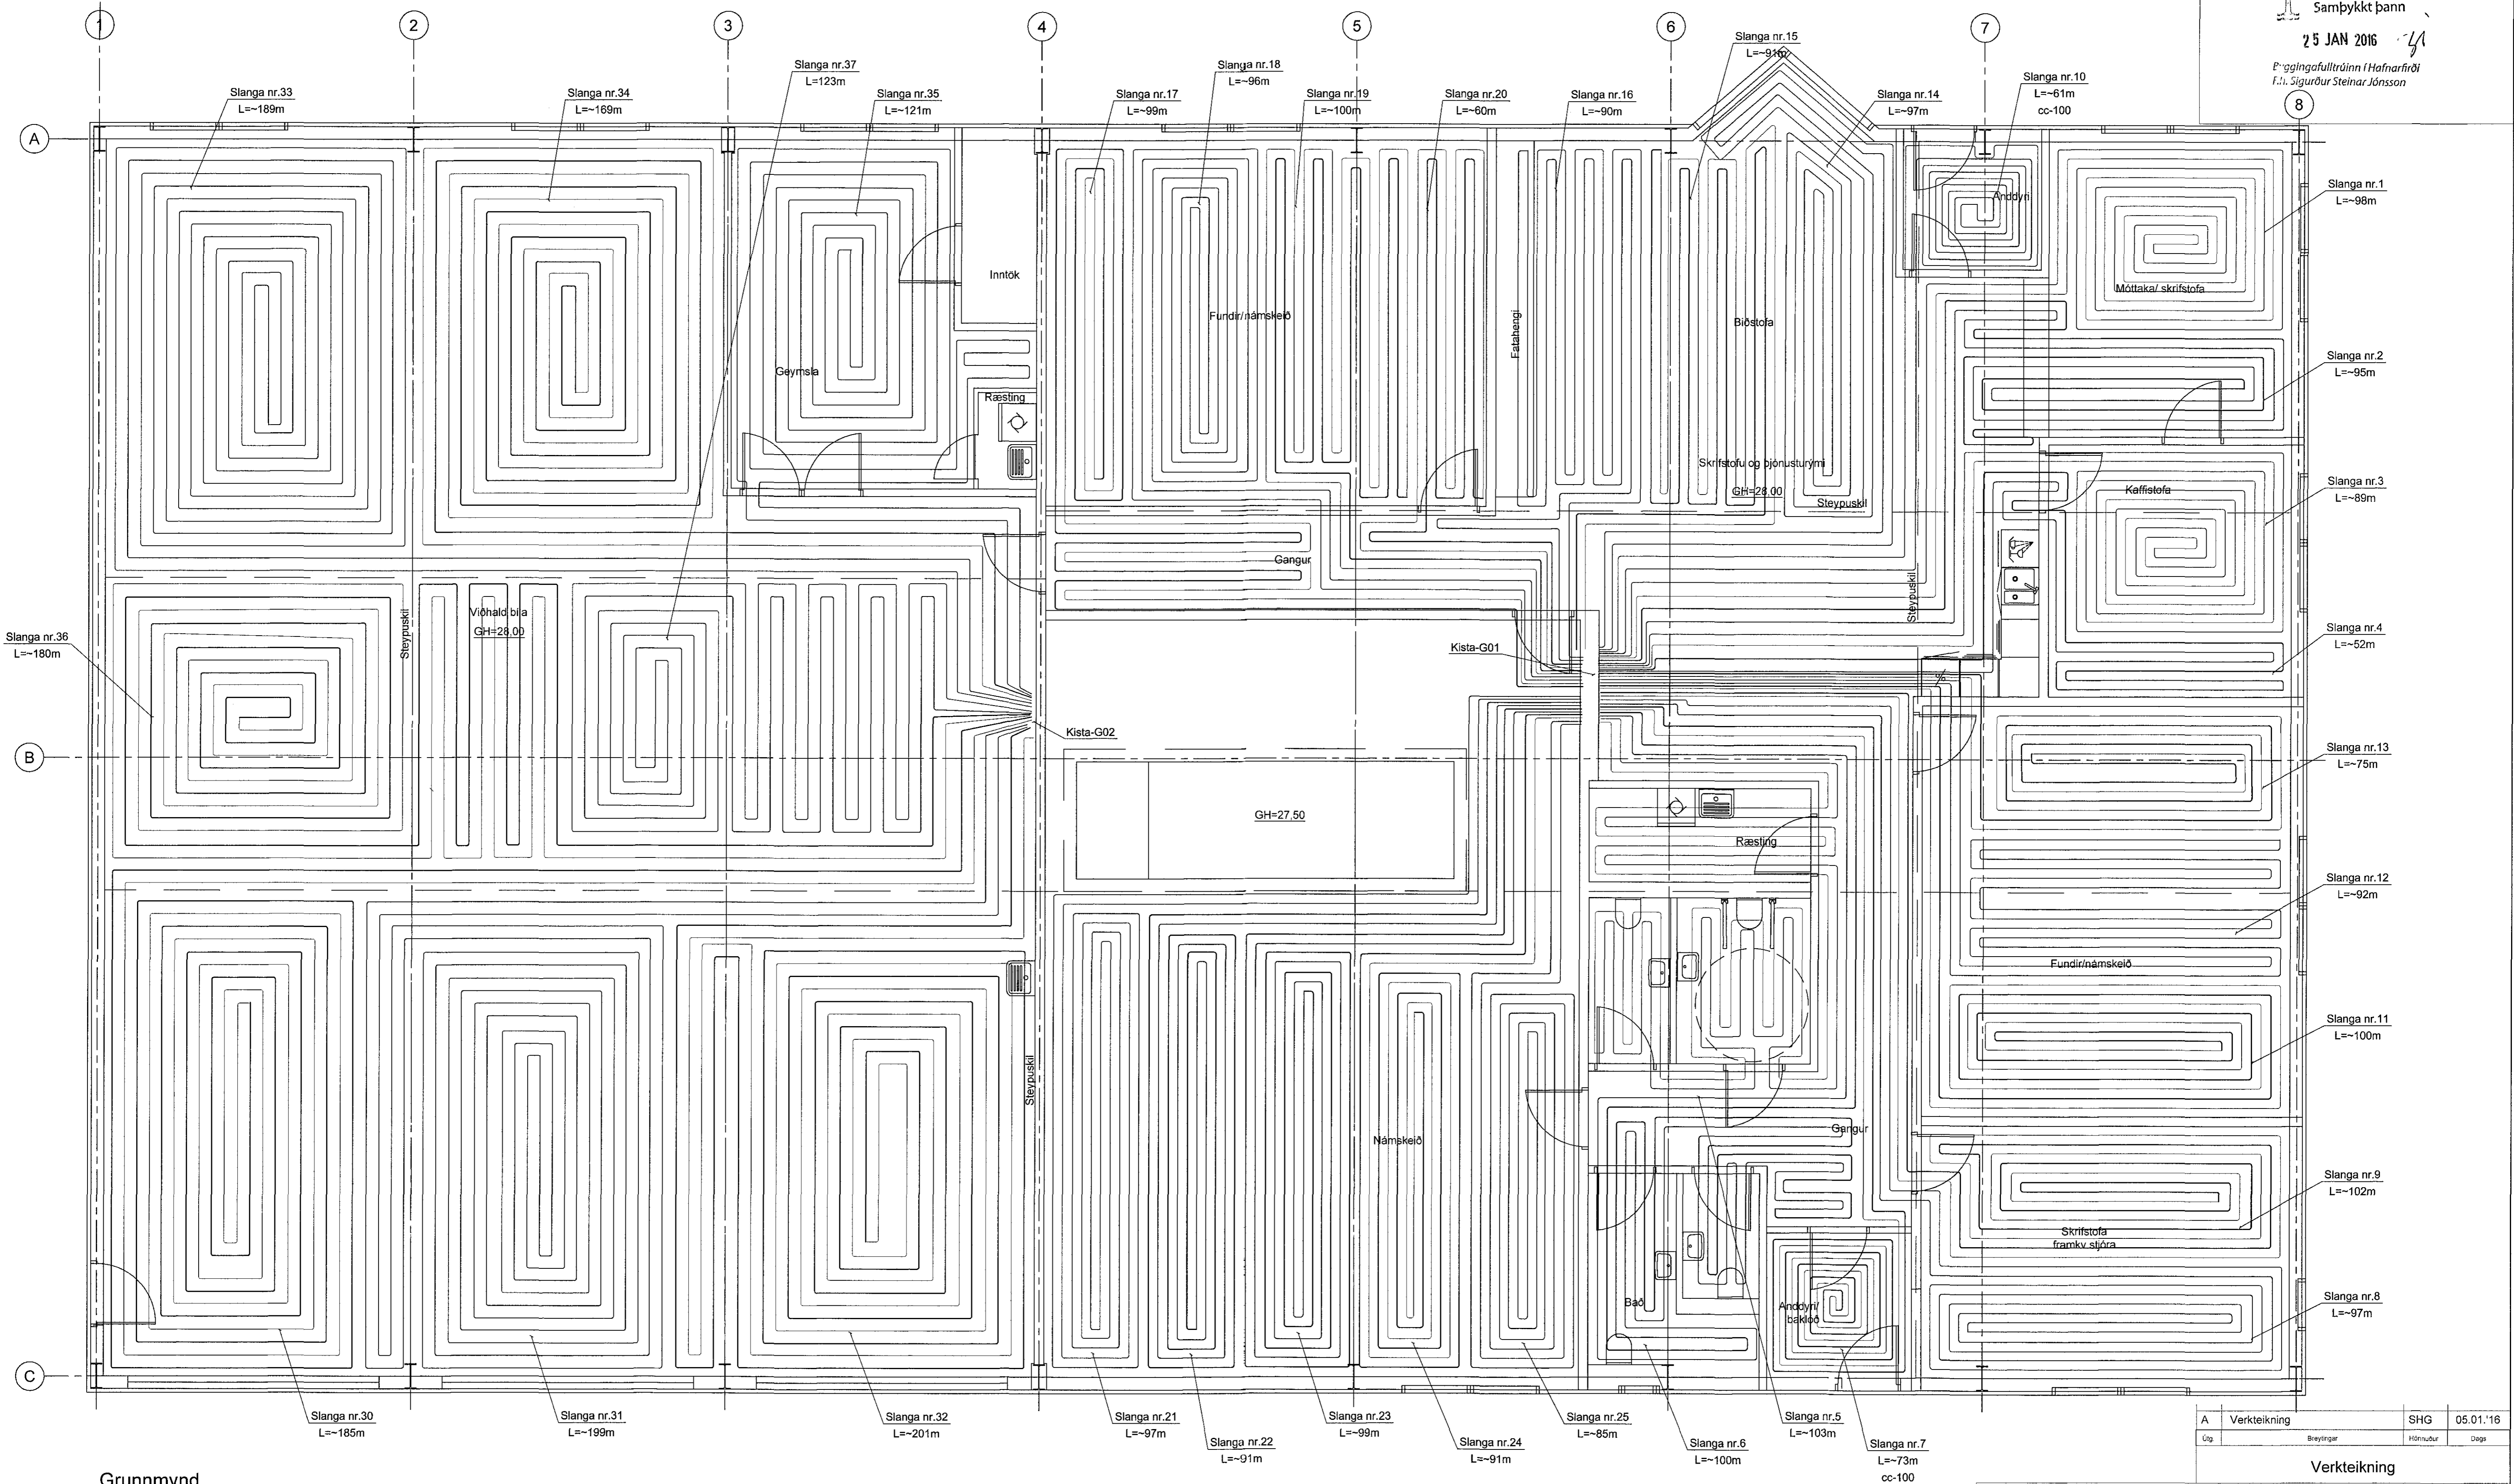 Samþykkt þann
25 JAN 2016
Byggingafulltrúinn í Hafnarfirði
F.h. Sigurður Steinar Jónsson
1
2
3
4
5
6
7
8
A
B
C
Slanga nr.33
L=~189m
Slanga nr.34
L=~169m
Slanga nr.37
L=123m
Slanga nr.35
L=~121m
Slanga nr.17
L=~99m
Slanga nr.18
L=~96m
Slanga nr.19
L=~100m
Slanga nr.20
L=~60m
Slanga nr.16
L=~90m
Slanga nr.15
L=~91m
Slanga nr.14
L=~97m
Slanga nr.10
L=~61m
cc-100
Slanga nr.1
L=~98m
Slanga nr.2
L=~95m
Slanga nr.3
L=~89m
Slanga nr.4
L=~52m
Slanga nr.13
L=~75m
Slanga nr.12
L=~92m
Slanga nr.11
L=~100m
Slanga nr.9
L=~102m
Slanga nr.8
L=~97m
Slanga nr.36
L=~180m
Inntök
Geymsla
Ræsting
Fundir/námskeið
Fatahengi
Biðstofa
Skrifstofu og þjónusturými
GH=28,00
Steypuskil
Anddyri
Móttaka/ skrifstofa
Kaffistofa
Gangur
Steypuskil
Viðhald bíla
GH=28,00
Steypuskil
Kista-G01
Kista-G02
GH=27,50
Ræsting
Fundir/námskeið
Steypuskil
Námskeið
Gangur
Skrifstofa
framkv.stjóra
Bað
Anddyri/
baklóð
Slanga nr.30
L=~185m
Slanga nr.31
L=~199m
Slanga nr.32
L=~201m
Slanga nr.21
L=~97m
Slanga nr.22
L=~91m
Slanga nr.23
L=~99m
Slanga nr.24
L=~91m
Slanga nr.25
L=~85m
Slanga nr.6
L=~100m
Slanga nr.5
L=~103m
Slanga nr.7
L=~73m
cc-100
A Verkteikning SHG 05.01.'16
Útg. Breytingar Hönnuður Dags
Verkteikning
Grunnmynd